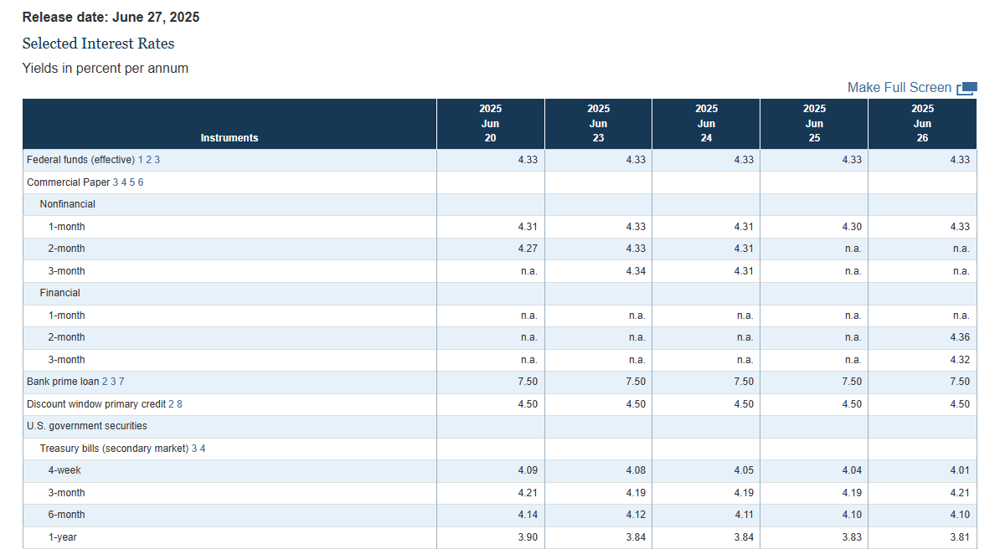 Release date: June 27, 2025
Selected Interest Rates
Yields in percent per annum
Make Full Screen
Instruments 2025 Jun 20 2025 Jun 23 2025 Jun 24 2025 Jun 25 2025 Jun 26
Federal funds (effective) 1 2 3 4.33 4.33 4.33 4.33 4.33
Commercial Paper 3 4 5 6
Nonfinancial
1-month 4.31 4.33 4.31 4.30 4.33
2-month 4.27 4.33 4.31 n.a. n.a.
3-month n.a. 4.34 4.31 n.a. n.a.
Financial
1-month n.a. n.a. n.a. n.a. n.a.
2-month n.a. n.a. n.a. n.a. 4.36
3-month n.a. n.a. n.a. n.a. 4.32
Bank prime loan 2 3 7 7.50 7.50 7.50 7.50 7.50
Discount window primary credit 2 8 4.50 4.50 4.50 4.50 4.50
U.S. government securities
Treasury bills (secondary market) 3 4
4-week 4.09 4.08 4.05 4.04 4.01
3-month 4.21 4.19 4.19 4.19 4.21
6-month 4.14 4.12 4.11 4.10 4.10
1-year 3.90 3.84 3.84 3.83 3.81